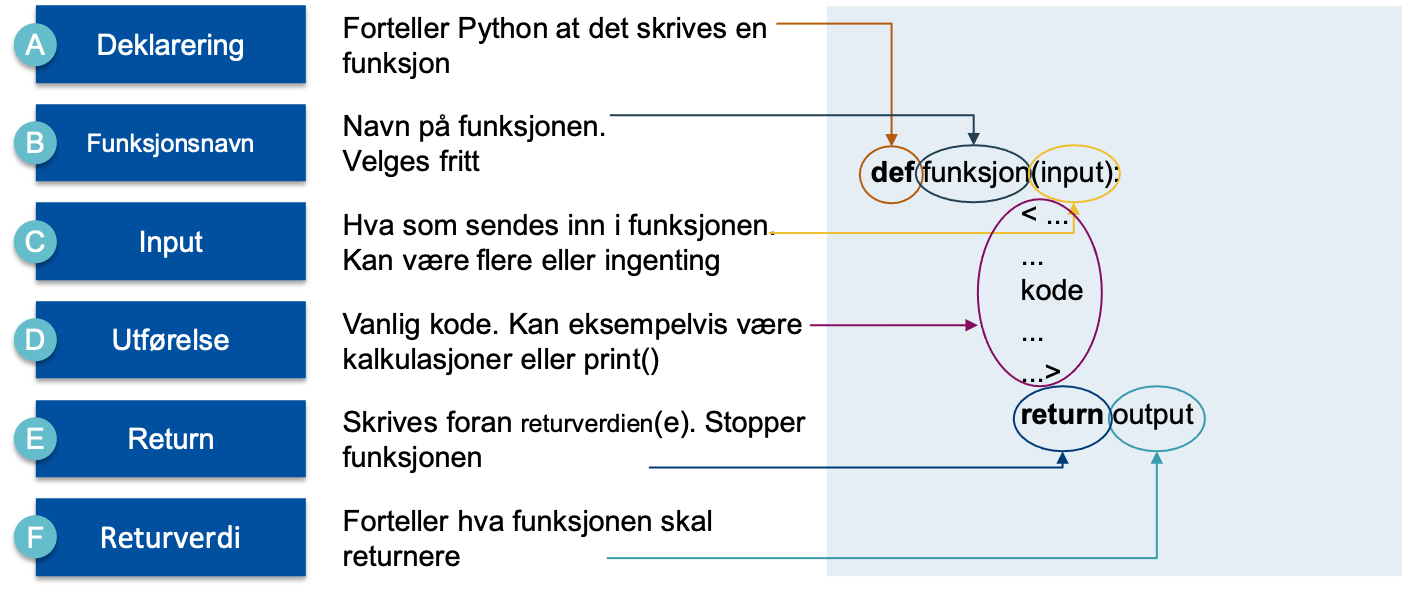 A
Deklarering
Forteller Python at det skrives en
funksjon
B
Funksjonsnavn
Navn på funksjonen.
Velges fritt
C
Input
Hva som sendes inn i funksjonen.
Kan være flere eller ingenting
D
Utførelse
Vanlig kode. Kan eksempelvis være
kalkulasjoner eller print()
E
Return
Skrives foran returverdien(e). Stopper
funksjonen
F
Returverdi
Forteller hva funksjonen skal
returnere
def funksjon(input):
< ...
...
kode
...
...>
return output